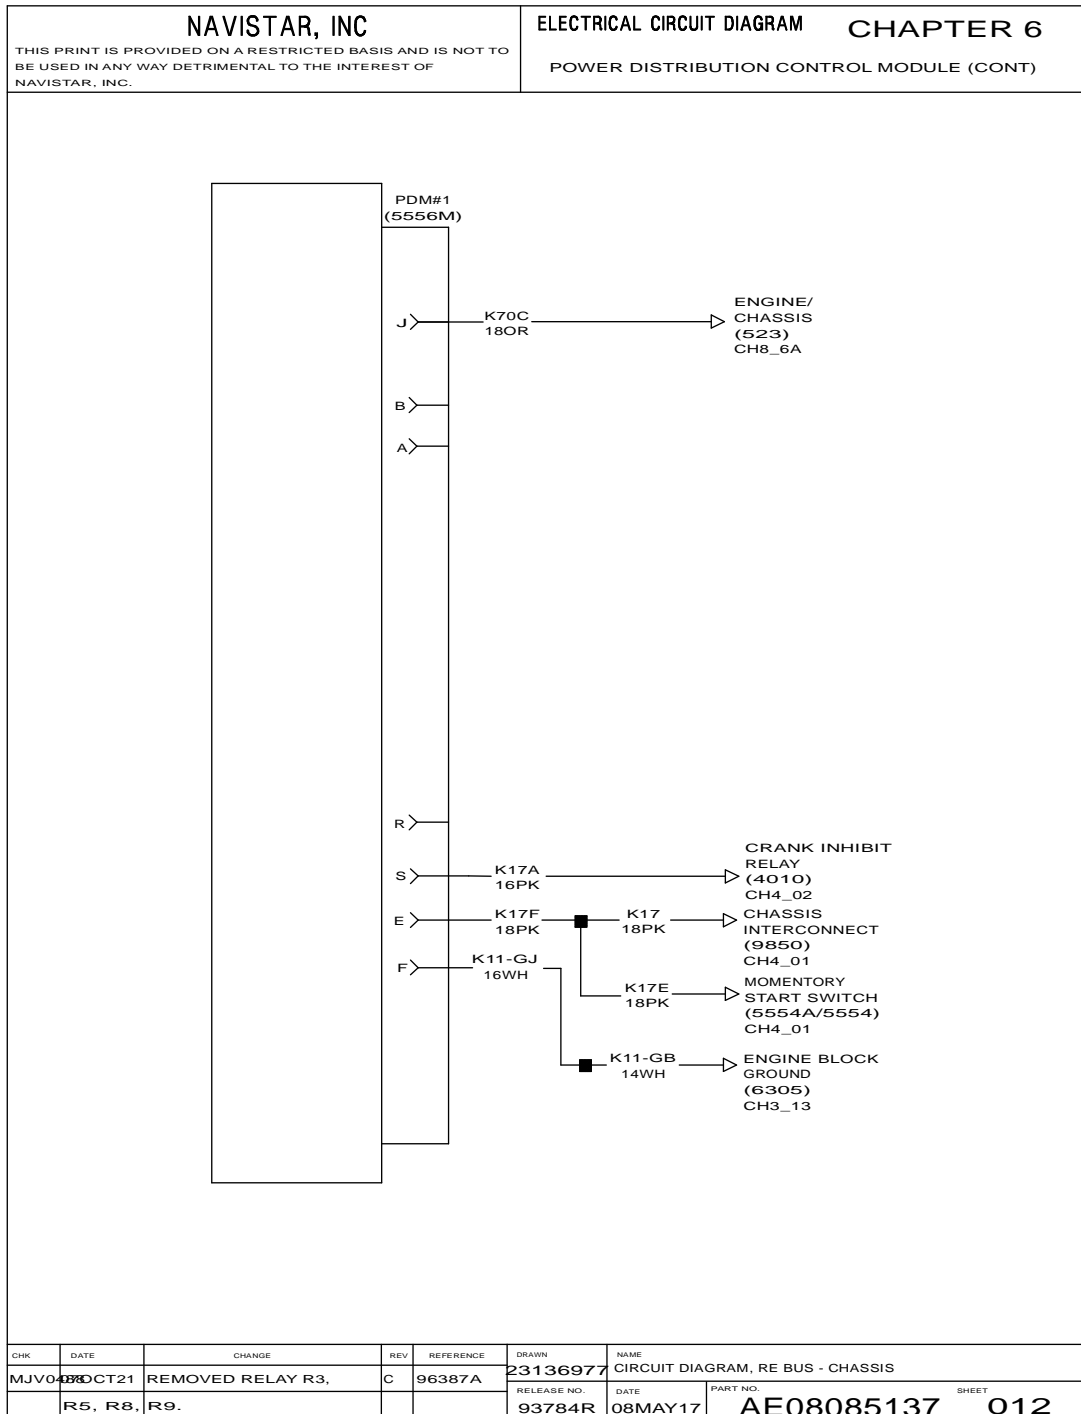 NAVISTAR, INC
THIS PRINT IS PROVIDED ON A RESTRICTED BASIS AND IS NOT TO
BE USED IN ANY WAY DETRIMENTAL TO THE INTEREST OF
NAVISTAR, INC.
ELECTRICAL CIRCUIT DIAGRAM CHAPTER 6
POWER DISTRIBUTION CONTROL MODULE (CONT)
PDM#1
(5556M)
J
K70C
18OR
ENGINE/
CHASSIS
(523)
CH8_6A
B
A
R
S
K17A
16PK
CRANK INHIBIT
RELAY
(4010)
CH4_02
E
K17F
18PK
K17
18PK
CHASSIS
INTERCONNECT
(9850)
CH4_01
F
K11-GJ
16WH
K17E
18PK
MOMENTORY
START SWITCH
(5554A/5554)
CH4_01
K11-GB
14WH
ENGINE BLOCK
GROUND
(6305)
CH3_13
CHK DATE CHANGE REV REFERENCE
REMOVED RELAY R3, C 96387A
R5, R8, R9.
DRAWN
23136977
NAME
CIRCUIT DIAGRAM, RE BUS - CHASSIS
RELEASE NO.
93784R
DATE
08MAY17
PART NO.
AE08085137
SHEET
012